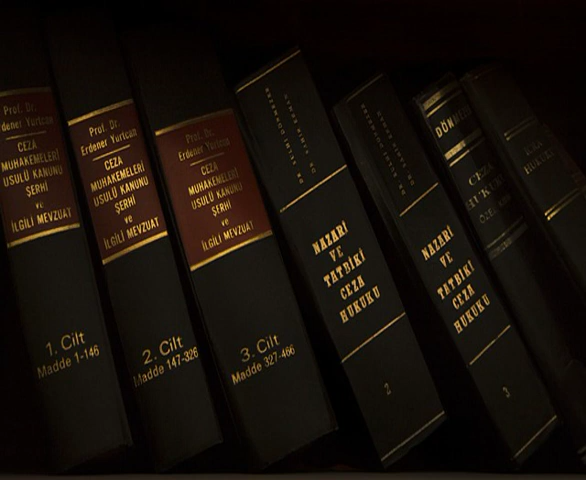 Prof. Dr.
Erdener Yurtcan
CEZA
MUHAKEMELERİ
USULÜ KANUNU
ŞERHİ
ve
İLGİLİ MEVZUAT
1. Cilt
Madde 1-146
Prof. Dr.
Erdener Yurtcan
CEZA
MUHAKEMELERİ
USULÜ KANUNU
ŞERHİ
ve
İLGİLİ MEVZUAT
2. Cilt
Madde 147-326
Prof. Dr.
Erdener Yurtcan
CEZA
MUHAKEMELERİ
USULÜ KANUNU
ŞERHİ
ve
İLGİLİ MEVZUAT
3. Cilt
Madde 327-466
NAZARİ
VE
TATBİKİ
CEZA
HUKUKU
2
NAZARİ
VE
TATBİKİ
CEZA
HUKUKU
3
CEZA
HUKUKU
HUKUKU